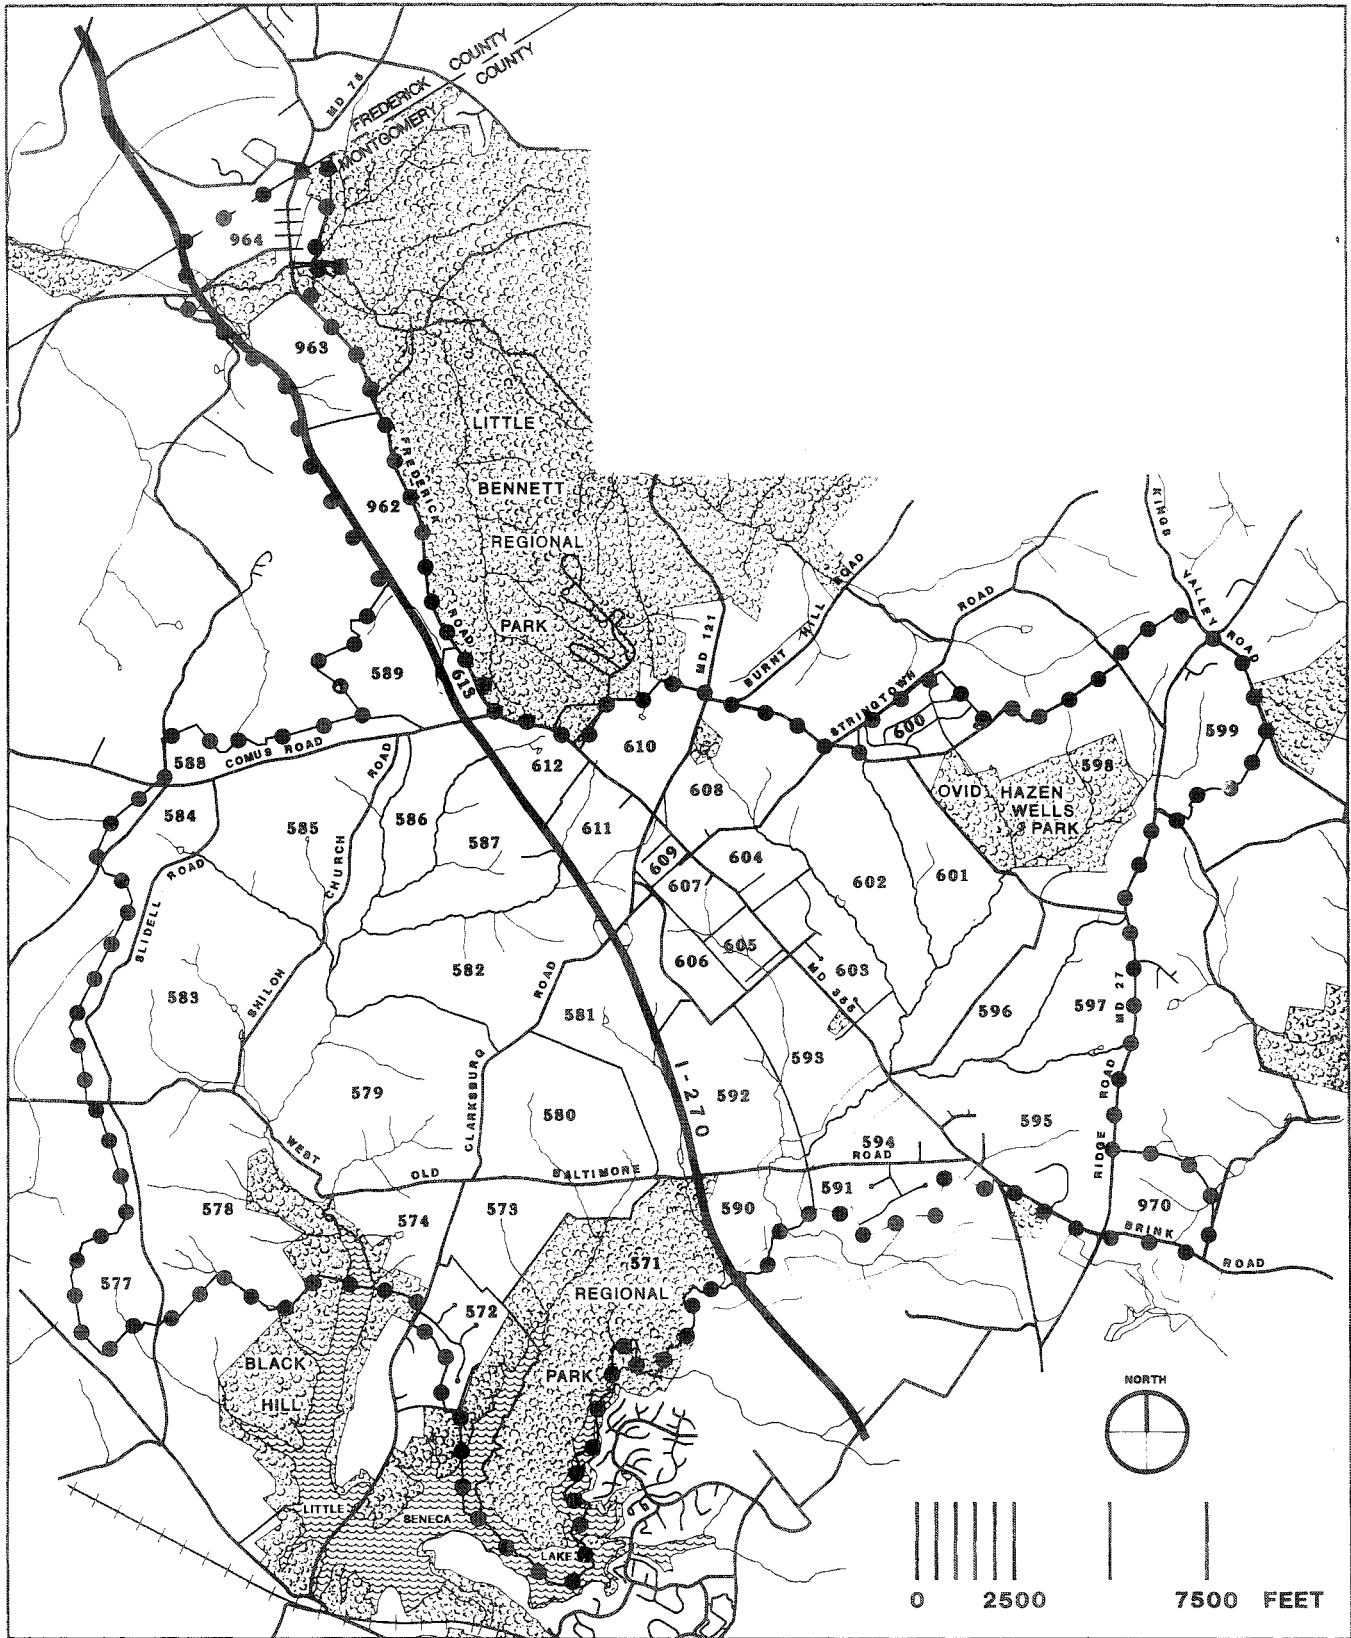 MD 75
FREDERICK COUNTY
MONTGOMERY COUNTY
964
963
LITTLE
FREDERICK
BENNETT
962
REGIONAL
KINGS
VALLEY
ROAD
BURNT HILL ROAD
ROAD
PARK
MD 121
ROAD
613
589
STRINGTOWN
600
599
588
COMUS ROAD
610
612
598
608
OVID HAZEN
WELLS
PARK
584
585
586
587
611
ROAD
CHURCH
SHILOH
609
604
607
602
601
SLIDELL
ROAD
605
606
603
582
583
ROAD
581
MD 355
596
597
MD 27
593
592
I-270
579
580
CLARKSBURG
595
594
RIDGE ROAD
WEST
OLD
BALTIMORE
ROAD
591
590
578
574
573
970
BRINK
ROAD
571
REGIONAL
577
572
BLACK
HILL
PARK
NORTH
LITTLE
SENECA
LAKE
0 2500 7500 FEET